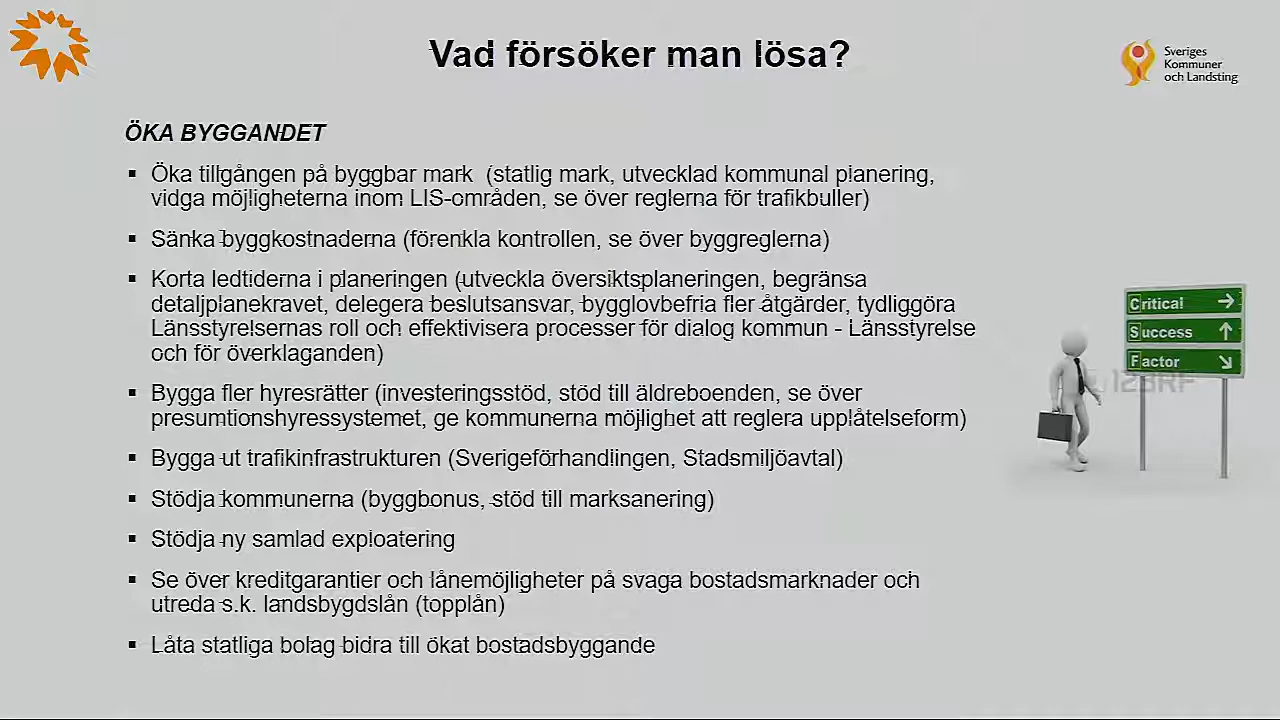 Vad försöker man lösa?
Sveriges
Kommuner
och Landsting
ÖKA BYGGANDET
▪ Öka tillgången på byggbar mark (statlig mark, utvecklad kommunal planering,
vidga möjligheterna inom LIS-områden, se över reglerna för trafikbuller)
▪ Sänka byggkostnaderna (förenkla kontrollen, se över byggreglerna)
▪ Korta ledtiderna i planeringen (utveckla översiktsplaneringen, begränsa
detaljplanekravet, delegera beslutsansvar, bygglovbefria fler åtgärder, tydliggöra
Länsstyrelsernas roll och effektivisera processer för dialog kommun - Länsstyrelse
och för överklaganden)
▪ Bygga fler hyresrätter (investeringsstöd, stöd till äldreboenden, se över
presumtionshyressystemet, ge kommunerna möjlighet att reglera upplåtelseform)
▪ Bygga ut trafikinfrastrukturen (Sverigeförhandlingen, Stadsmiljöavtal)
▪ Stödja kommunerna (byggbonus, stöd till marksanering)
▪ Stödja ny samlad exploatering
▪ Se över kreditgarantier och lånemöjligheter på svaga bostadsmarknader och
utreda s.k. landsbygdslån (topplån)
▪ Låta statliga bolag bidra till ökat bostadsbyggande
Critical →
Success ↑
Factor ↘
123RF